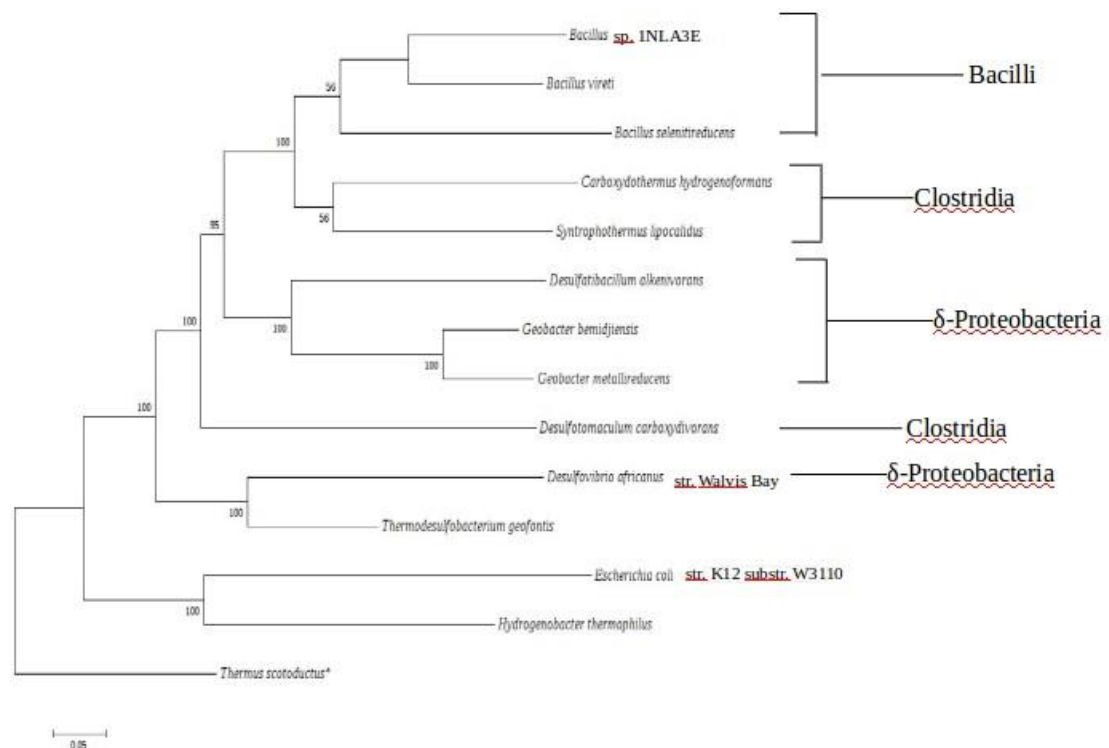 Bacillus sp. 1NLA3E
Bacilli
Bacillus vireti
56
Bacillus selenitireducens
100
Carboxydothermus hydrogenoformans
Clostridia
56
Syntrophothermus lipocalidus
95
Desulfatibacillum alkenivorans
100
Geobacter bemidjiensis
δ-Proteobacteria
100
100
Geobacter metallireducens
100
Desulfotomaculum carboxydivorans
Clostridia
Desulfovibrio africanus str. Walvis Bay
δ-Proteobacteria
100
Thermodesulfobacterium geofontis
Escherichia coli str. K12 substr. W3110
100
Hydrogenobacter thermophilus
Thermus scotoductus*
0.05